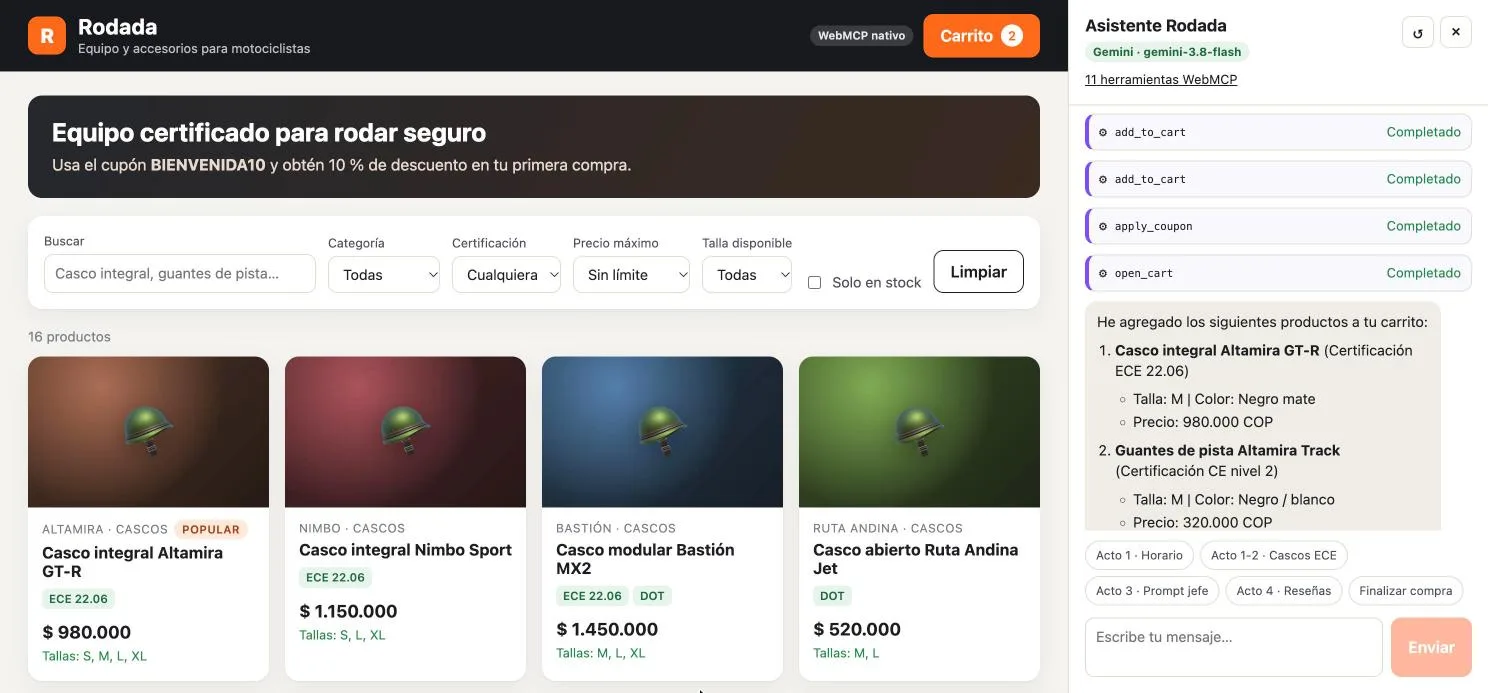 R
Rodada
Equipo y accesorios para motociclistas
WebMCP nativo
Carrito 2
Equipo certificado para rodar seguro
Usa el cupón BIENVENIDA10 y obtén 10 % de descuento en tu primera compra.
Buscar
Casco integral, guantes de pista...
Categoría
Todas
Certificación
Cualquiera
Precio máximo
Sin límite
Talla disponible
Todas
Solo en stock
Limpiar
16 productos
ALTAMIRA · CASCOS POPULAR
Casco integral Altamira
GT-R
ECE 22.06
$ 980.000
Tallas: S, M, L, XL
NIMBO · CASCOS
Casco integral Nimbo Sport
ECE 22.06
$ 1.150.000
Tallas: S, L, XL
BASTIÓN · CASCOS
Casco modular Bastión
MX2
ECE 22.06 DOT
$ 1.450.000
Tallas: M, L, XL
RUTA ANDINA · CASCOS
Casco abierto Ruta Andina
Jet
DOT
$ 520.000
Tallas: M, L
Asistente Rodada
Gemini · gemini-3.8-flash
11 herramientas WebMCP
add_to_cart Completado
add_to_cart Completado
apply_coupon Completado
open_cart Completado
He agregado los siguientes productos a tu carrito:
1. Casco integral Altamira GT-R (Certificación
ECE 22.06)
Talla: M | Color: Negro mate
Precio: 980.000 COP
2. Guantes de pista Altamira Track
(Certificación CE nivel 2)
Talla: M | Color: Negro / blanco
Precio: 320.000 COP
Acto 1 · Horario
Acto 1-2 · Cascos ECE
Acto 3 · Prompt jefe
Acto 4 · Reseñas
Finalizar compra
Escribe tu mensaje...
Enviar